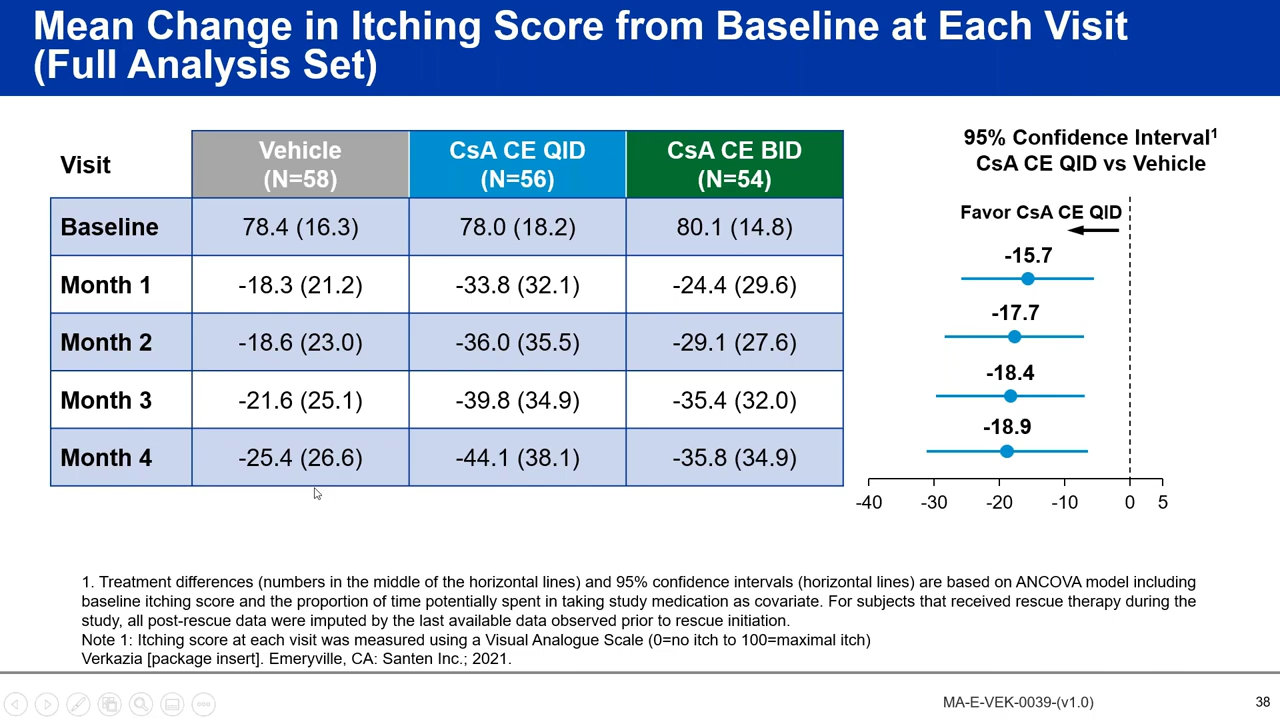 Mean Change in Itching Score from Baseline at Each Visit
(Full Analysis Set)
Visit
Vehicle
(N=58)
CsA CE QID
(N=56)
CsA CE BID
(N=54)
Baseline
78.4 (16.3)
78.0 (18.2)
80.1 (14.8)
Month 1
-18.3 (21.2)
-33.8 (32.1)
-24.4 (29.6)
Month 2
-18.6 (23.0)
-36.0 (35.5)
-29.1 (27.6)
Month 3
-21.6 (25.1)
-39.8 (34.9)
-35.4 (32.0)
Month 4
-25.4 (26.6)
-44.1 (38.1)
-35.8 (34.9)
95% Confidence Interval1
CsA CE QID vs Vehicle
Favor CsA CE QID
-15.7
-17.7
-18.4
-18.9
-40
-30
-20
-10
0
5
1. Treatment differences (numbers in the middle of the horizontal lines) and 95% confidence intervals (horizontal lines) are based on ANCOVA model including
baseline itching score and the proportion of time potentially spent in taking study medication as covariate. For subjects that received rescue therapy during the
study, all post-rescue data were imputed by the last available data observed prior to rescue initiation.
Note 1: Itching score at each visit was measured using a Visual Analogue Scale (0=no itch to 100=maximal itch)
Verkazia [package insert]. Emeryville, CA: Santen Inc.; 2021.
MA-E-VEK-0039-(v1.0)
38